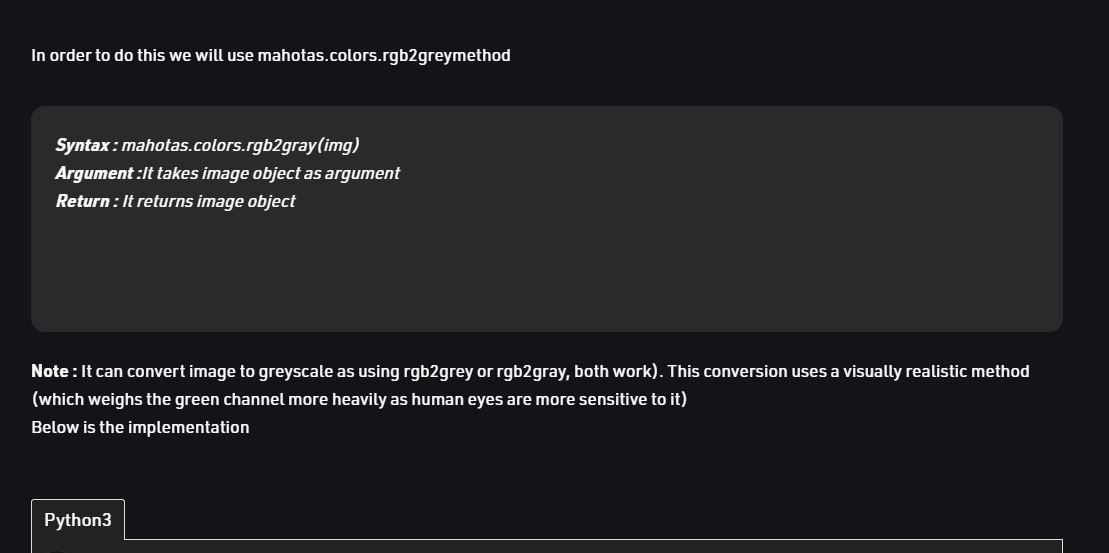 In order to do this we will use mahotas.colors.rgb2greymethod
Syntax : mahotas.colors.rgb2gray(img)
Argument :It takes image object as argument
Return : It returns image object
Note : It can convert image to greyscale as using rgb2grey or rgb2gray, both work). This conversion uses a visually realistic method
(which weighs the green channel more heavily as human eyes are more sensitive to it)
Below is the implementation
Python3